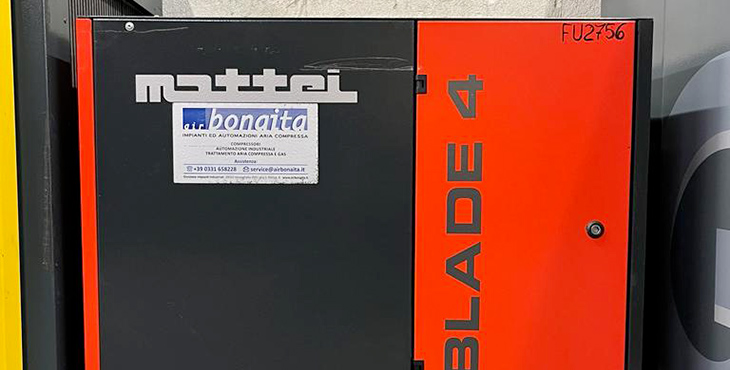 FU2756
mattei
air bonaita
IMPIANTI ED AUTOMAZIONI ARIA COMPRESSA
COMPRESSORI
AUTOMAZIONE INDUSTRIALE
TRATTAMENTO ARIA COMPRESSA E GAS
Assistenza
+39 0331 658228 service@airbonaita.it
BLADE 4